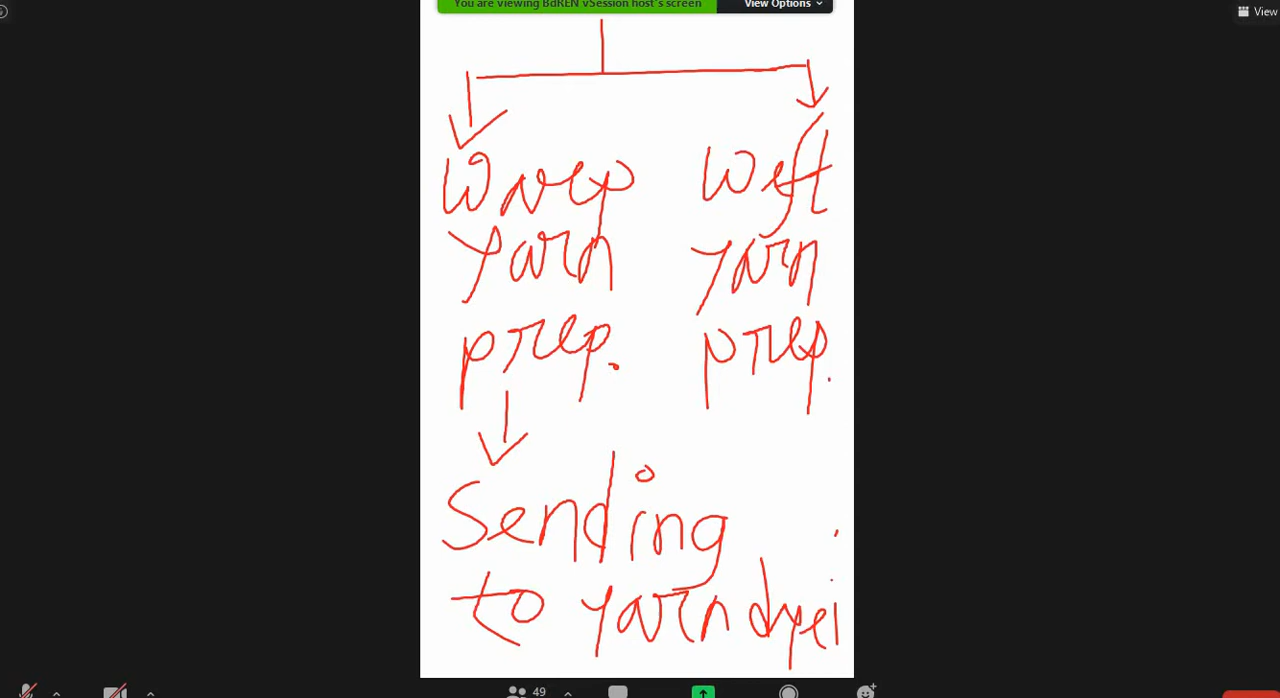 You are viewing BdREN vSession host's screen View Options
View
Warp Weft
Yarn Yarn
prep. prep.
Sending
to Yarn dyei
49